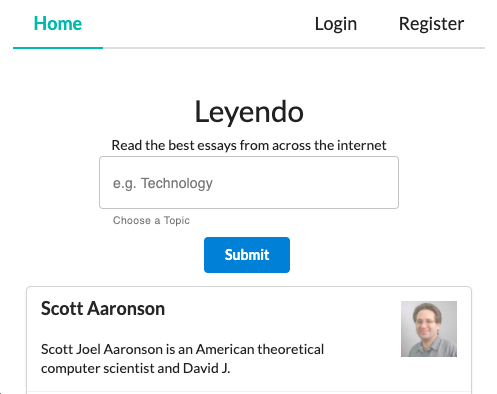 Home Login Register
Leyendo
Read the best essays from across the internet
e.g. Technology
Choose a Topic
Submit
Scott Aaronson
Scott Joel Aaronson is an American theoretical
computer scientist and David J.